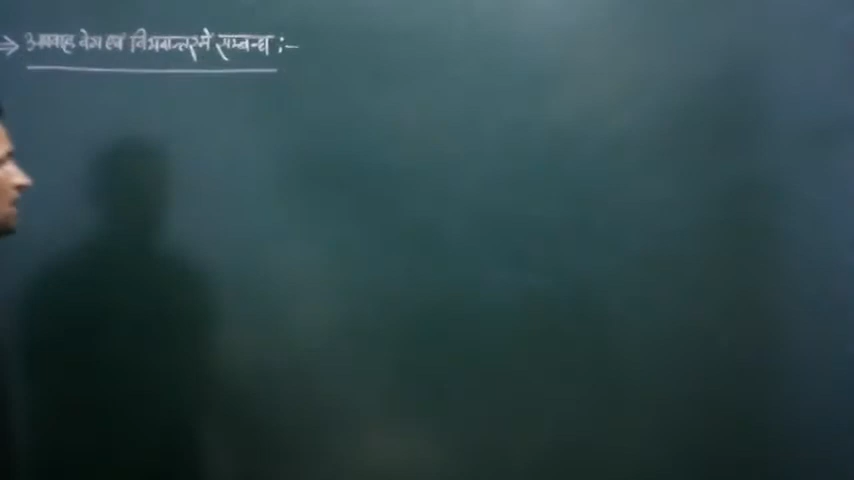 ⇒ अपवाह वेग एवं विभवान्तर में सम्बन्ध :-